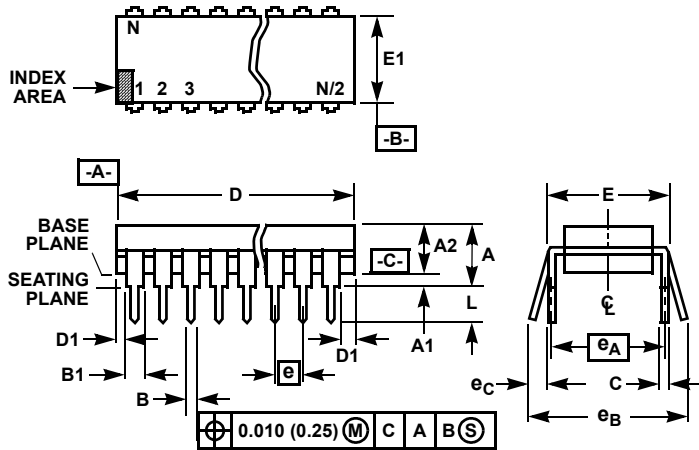 N
E1
INDEX
AREA
1 2 3 N/2
-B-
-A-
D
E
BASE
PLANE
A2
A
-C-
SEATING
PLANE
L
℄
D1
A1
D1
eA
B1
e
eC
C
B
eB
⌖ 0.010 (0.25) Ⓜ C A B Ⓢ